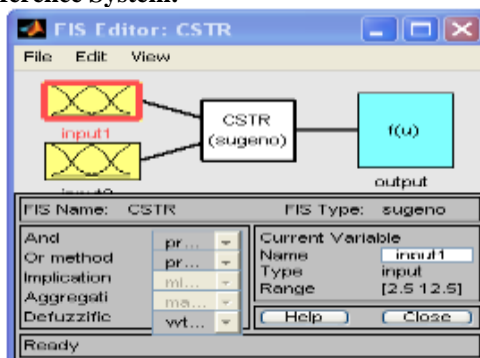 FIS Editor: CSTR
File Edit View
input1
CSTR
(sugeno)
f(u)
output
FIS Name: CSTR FIS Type: sugeno
And pr...
Or method pr...
Implication mi...
Aggregati ma...
Defuzzific wt...
Current Variable
Name input1
Type input
Range [2.5 12.5]
Help Close
Ready